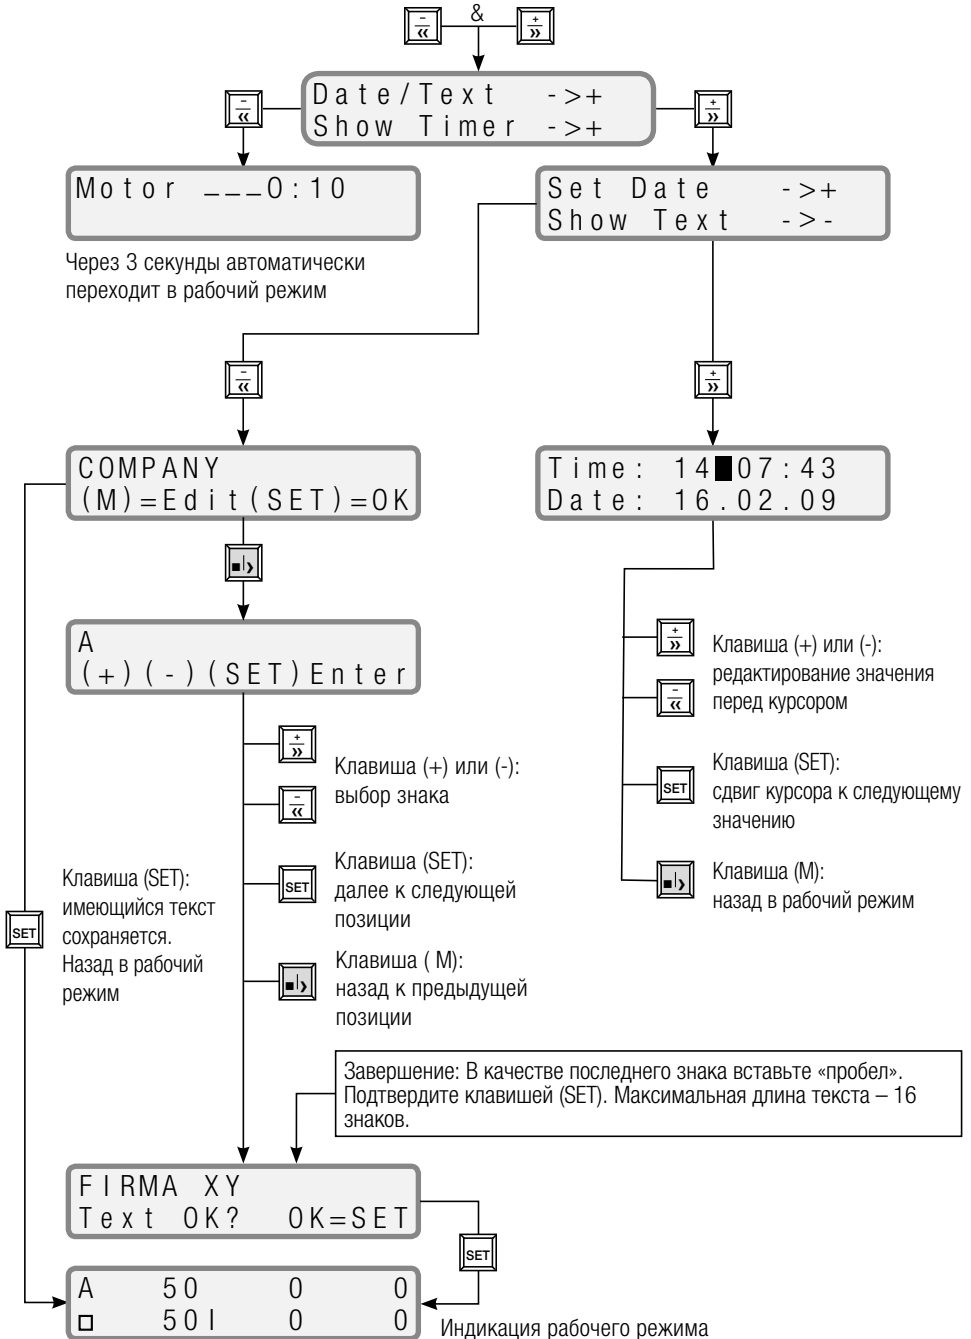 - « & + »
Date/Text ->+
Show Timer ->+
- «
+ »
Motor ___0:10
Set Date ->+
Show Text ->-
Через 3 секунды автоматически
переходит в рабочий режим
- «
+ »
COMPANY
(M)=Edit(SET)=OK
Time: 14 07:43
Date: 16.02.09
A
(+)(-)(SET)Enter
+ »
- «
Клавиша (+) или (-):
редактирование значения
перед курсором
+ »
- «
Клавиша (+) или (-):
выбор знака
SET
Клавиша (SET):
сдвиг курсора к следующему
значению
SET
Клавиша (SET):
далее к следующей
позиции
Клавиша (M):
назад в рабочий режим
SET
Клавиша (SET):
имеющийся текст
сохраняется.
Назад в рабочий
режим
Клавиша ( M):
назад к предыдущей
позиции
Завершение: В качестве последнего знака вставьте «пробел».
Подтвердите клавишей (SET). Максимальная длина текста – 16
знаков.
FIRMA XY
Text OK? OK=SET
SET
A 50 0 0
□ 50I 0 0
Индикация рабочего режима